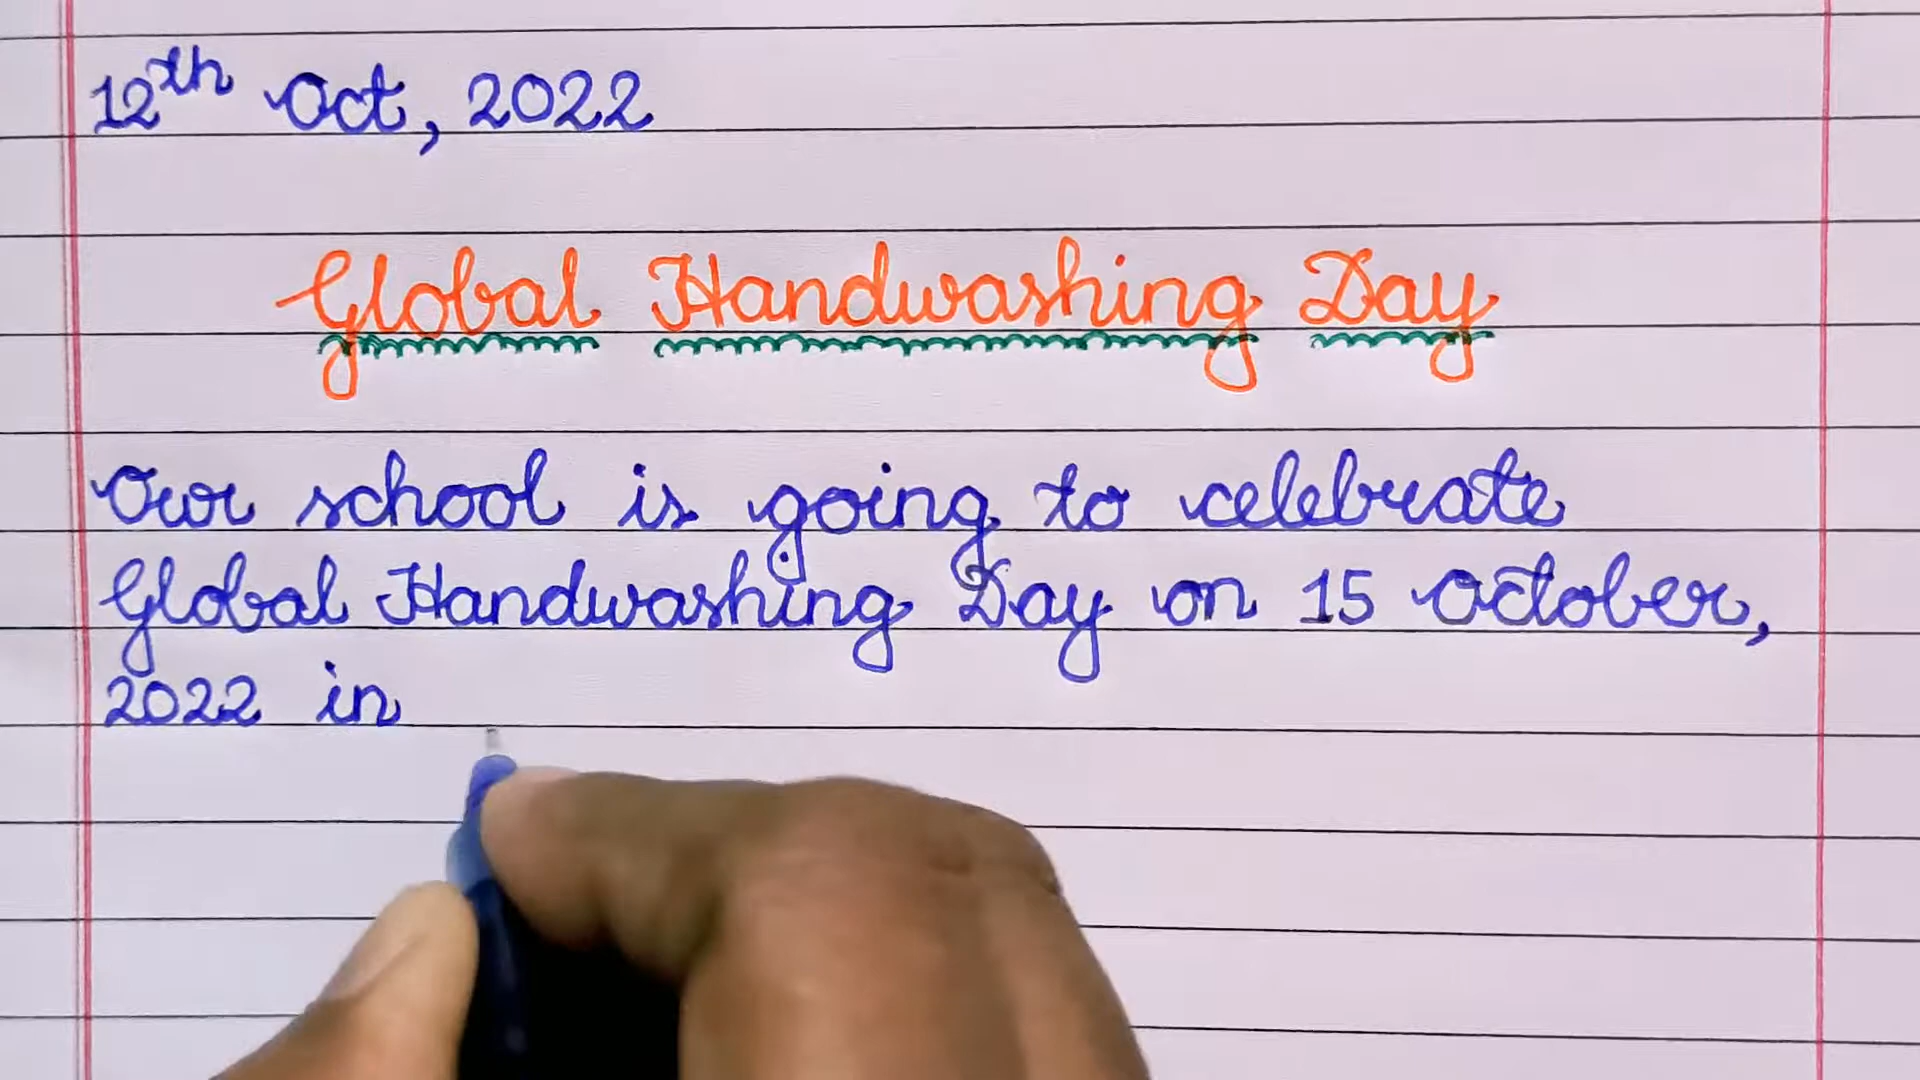 12th Oct, 2022
Global Handwashing Day
Our school is going to celebrate
Global Handwashing Day on 15 October,
2022 in